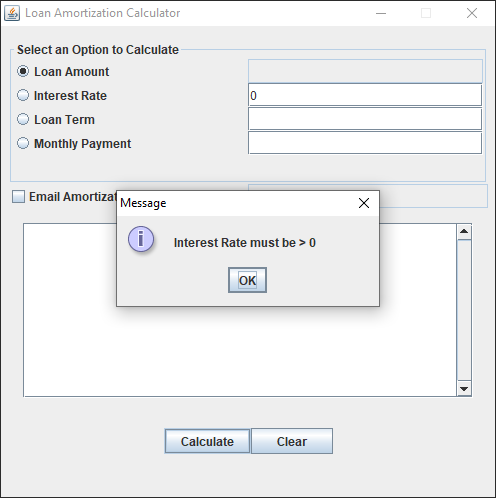 Loan Amortization Calculator
Select an Option to Calculate
Loan Amount
Interest Rate 0
Loan Term
Monthly Payment
Email
Message
Interest Rate must be > 0
OK
Calculate Clear